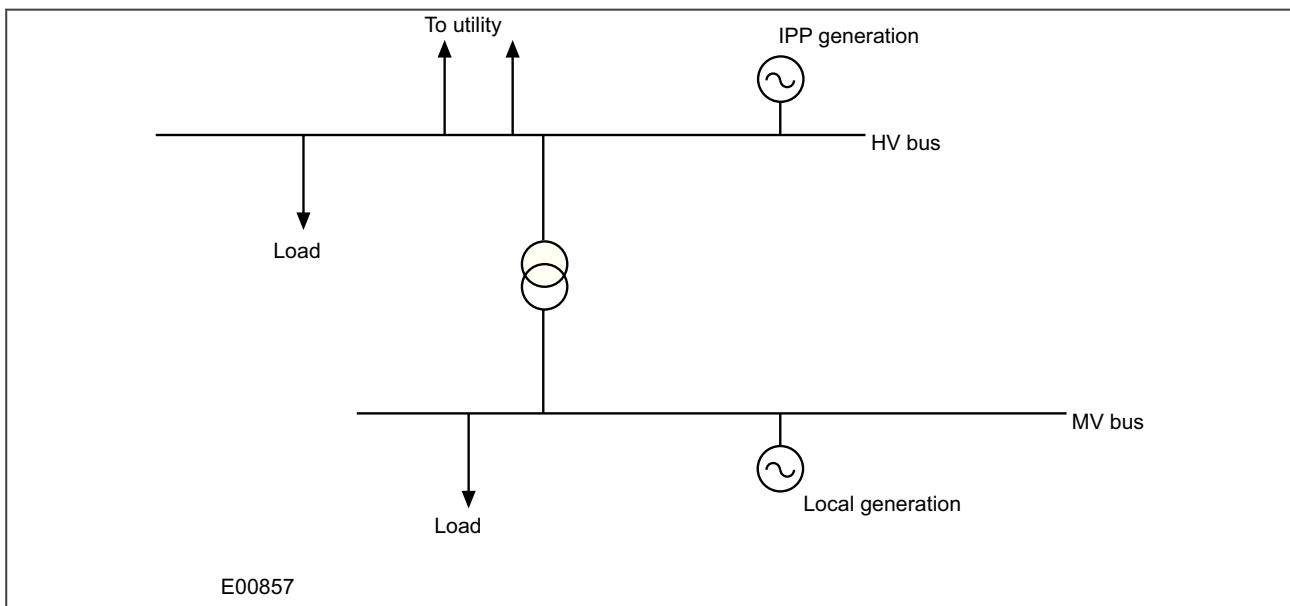 To utility
IPP generation
HV bus
Load
MV bus
Local generation
Load
E00857